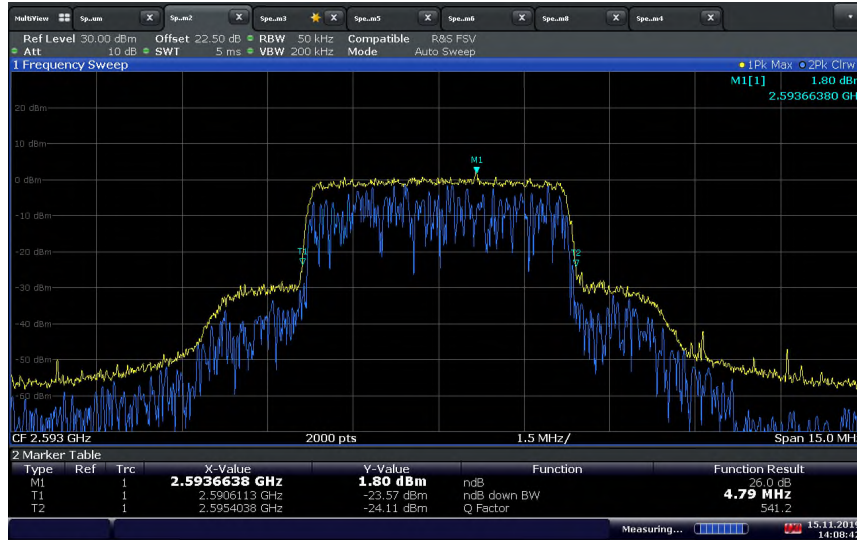 MultiView Sp..um X Sp..m2 X Spe..m3 X Spe..m5 X Spe..m6 X Spe..m8 X Spe..m4 X
Ref Level 30.00 dBm Offset 22.50 dB RBW 50 kHz Compatible R&S FSV
Att 10 dB SWT 5 ms VBW 200 kHz Mode Auto Sweep
1 Frequency Sweep 1Pk Max 2Pk Clrw
M1[1] 1.80 dBm
2.59366380 GH
20 dBm
10 dBm
M1
0 dBm
-10 dBm
-20 dBm
T1 T2
-30 dBm
-40 dBm
-50 dBm
-60 dBm
CF 2.593 GHz 2000 pts 1.5 MHz/ Span 15.0 MH
2 Marker Table
Type Ref Trc X-Value Y-Value Function Function Result
M1 1 2.5936638 GHz 1.80 dBm ndB 26.0 dB
T1 1 2.5906113 GHz -23.57 dBm ndB down BW 4.79 MHz
T2 1 2.5954038 GHz -24.11 dBm Q Factor 541.2
Measuring... 15.11.2019
14:08:42